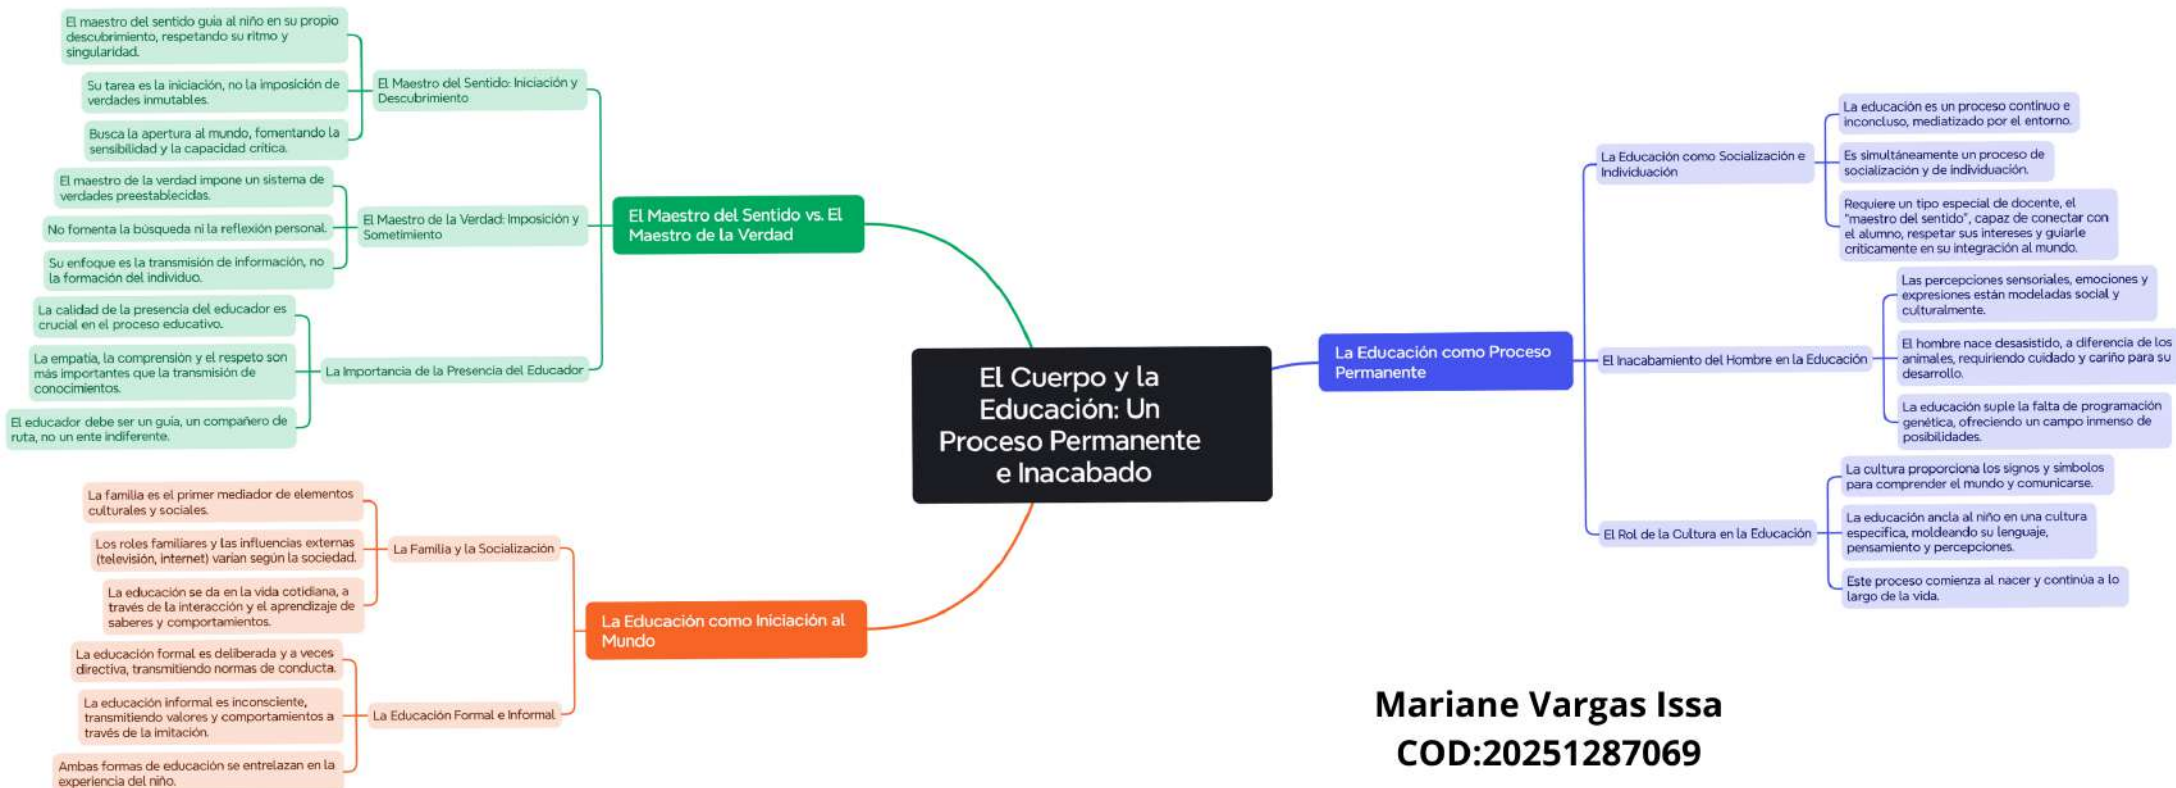 El maestro del sentido guía al niño en su propio
descubrimiento, respetando su ritmo y
singularidad.
Su tarea es la iniciación, no la imposición de
verdades inmutables.
Busca la apertura al mundo, fomentando la
sensibilidad y la capacidad crítica.
El Maestro del Sentido: Iniciación y
Descubrimiento
El maestro de la verdad impone un sistema de
verdades preestablecidas.
No fomenta la búsqueda ni la reflexión personal.
Su enfoque es la transmisión de información, no
la formación del individuo.
El Maestro de la Verdad: Imposición y
Sometimiento
La calidad de la presencia del educador es
crucial en el proceso educativo.
La empatía, la comprensión y el respeto son
más importantes que la transmisión de
conocimientos.
El educador debe ser un guía, un compañero de
ruta, no un ente indiferente.
La Importancia de la Presencia del Educador
El Maestro del Sentido vs. El
Maestro de la Verdad
La familia es el primer mediador de elementos
culturales y sociales.
Los roles familiares y las influencias externas
(televisión, internet) varían según la sociedad.
La educación se da en la vida cotidiana, a
través de la interacción y el aprendizaje de
saberes y comportamientos.
La Familia y la Socialización
La educación formal es deliberada y a veces
directiva, transmitiendo normas de conducta.
La educación informal es inconsciente,
transmitiendo valores y comportamientos a
través de la imitación.
Ambas formas de educación se entrelazan en la
experiencia del niño.
La Educación Formal e Informal
La Educación como Iniciación al
Mundo
El Cuerpo y la
Educación: Un
Proceso Permanente
e Inacabado
La Educación como Proceso
Permanente
La Educación como Socialización e
Individuación
La educación es un proceso continuo e
inconcluso, mediatizado por el entorno.
Es simultáneamente un proceso de
socialización y de individuación.
Requiere un tipo especial de docente, el
"maestro del sentido", capaz de conectar con
el alumno, respetar sus intereses y guiarle
críticamente en su integración al mundo.
El Inacabamiento del Hombre en la Educación
Las percepciones sensoriales, emociones y
expresiones están modeladas social y
culturalmente.
El hombre nace desasistido, a diferencia de los
animales, requiriendo cuidado y cariño para su
desarrollo.
La educación suple la falta de programación
genética, ofreciendo un campo inmenso de
posibilidades.
El Rol de la Cultura en la Educación
La cultura proporciona los signos y símbolos
para comprender el mundo y comunicarse.
La educación ancla al niño en una cultura
específica, moldeando su lenguaje,
pensamiento y percepciones.
Este proceso comienza al nacer y continúa a lo
largo de la vida.
Mariane Vargas Issa
COD:20251287069